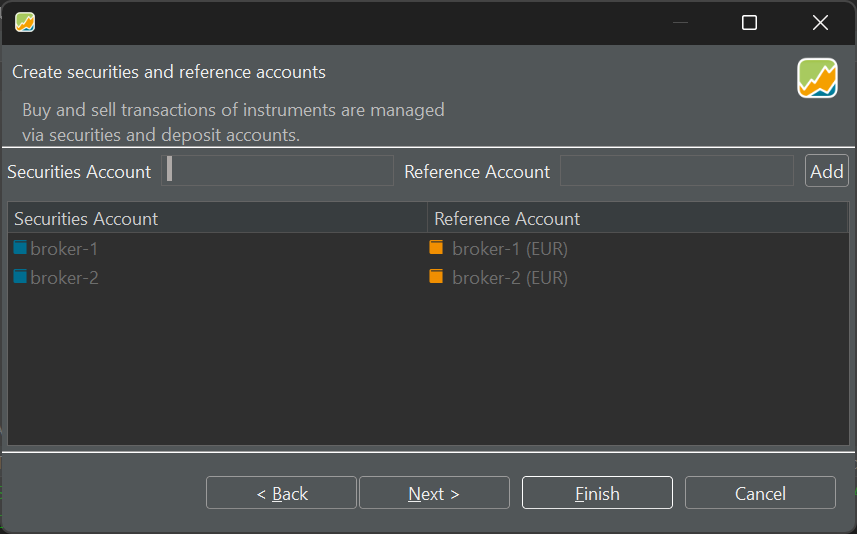 Create securities and reference accounts
Buy and sell transactions of instruments are managed
via securities and deposit accounts.
Securities Account Reference Account Add
Securities Account Reference Account
broker-1 broker-1 (EUR)
broker-2 broker-2 (EUR)
< Back Next > Finish Cancel